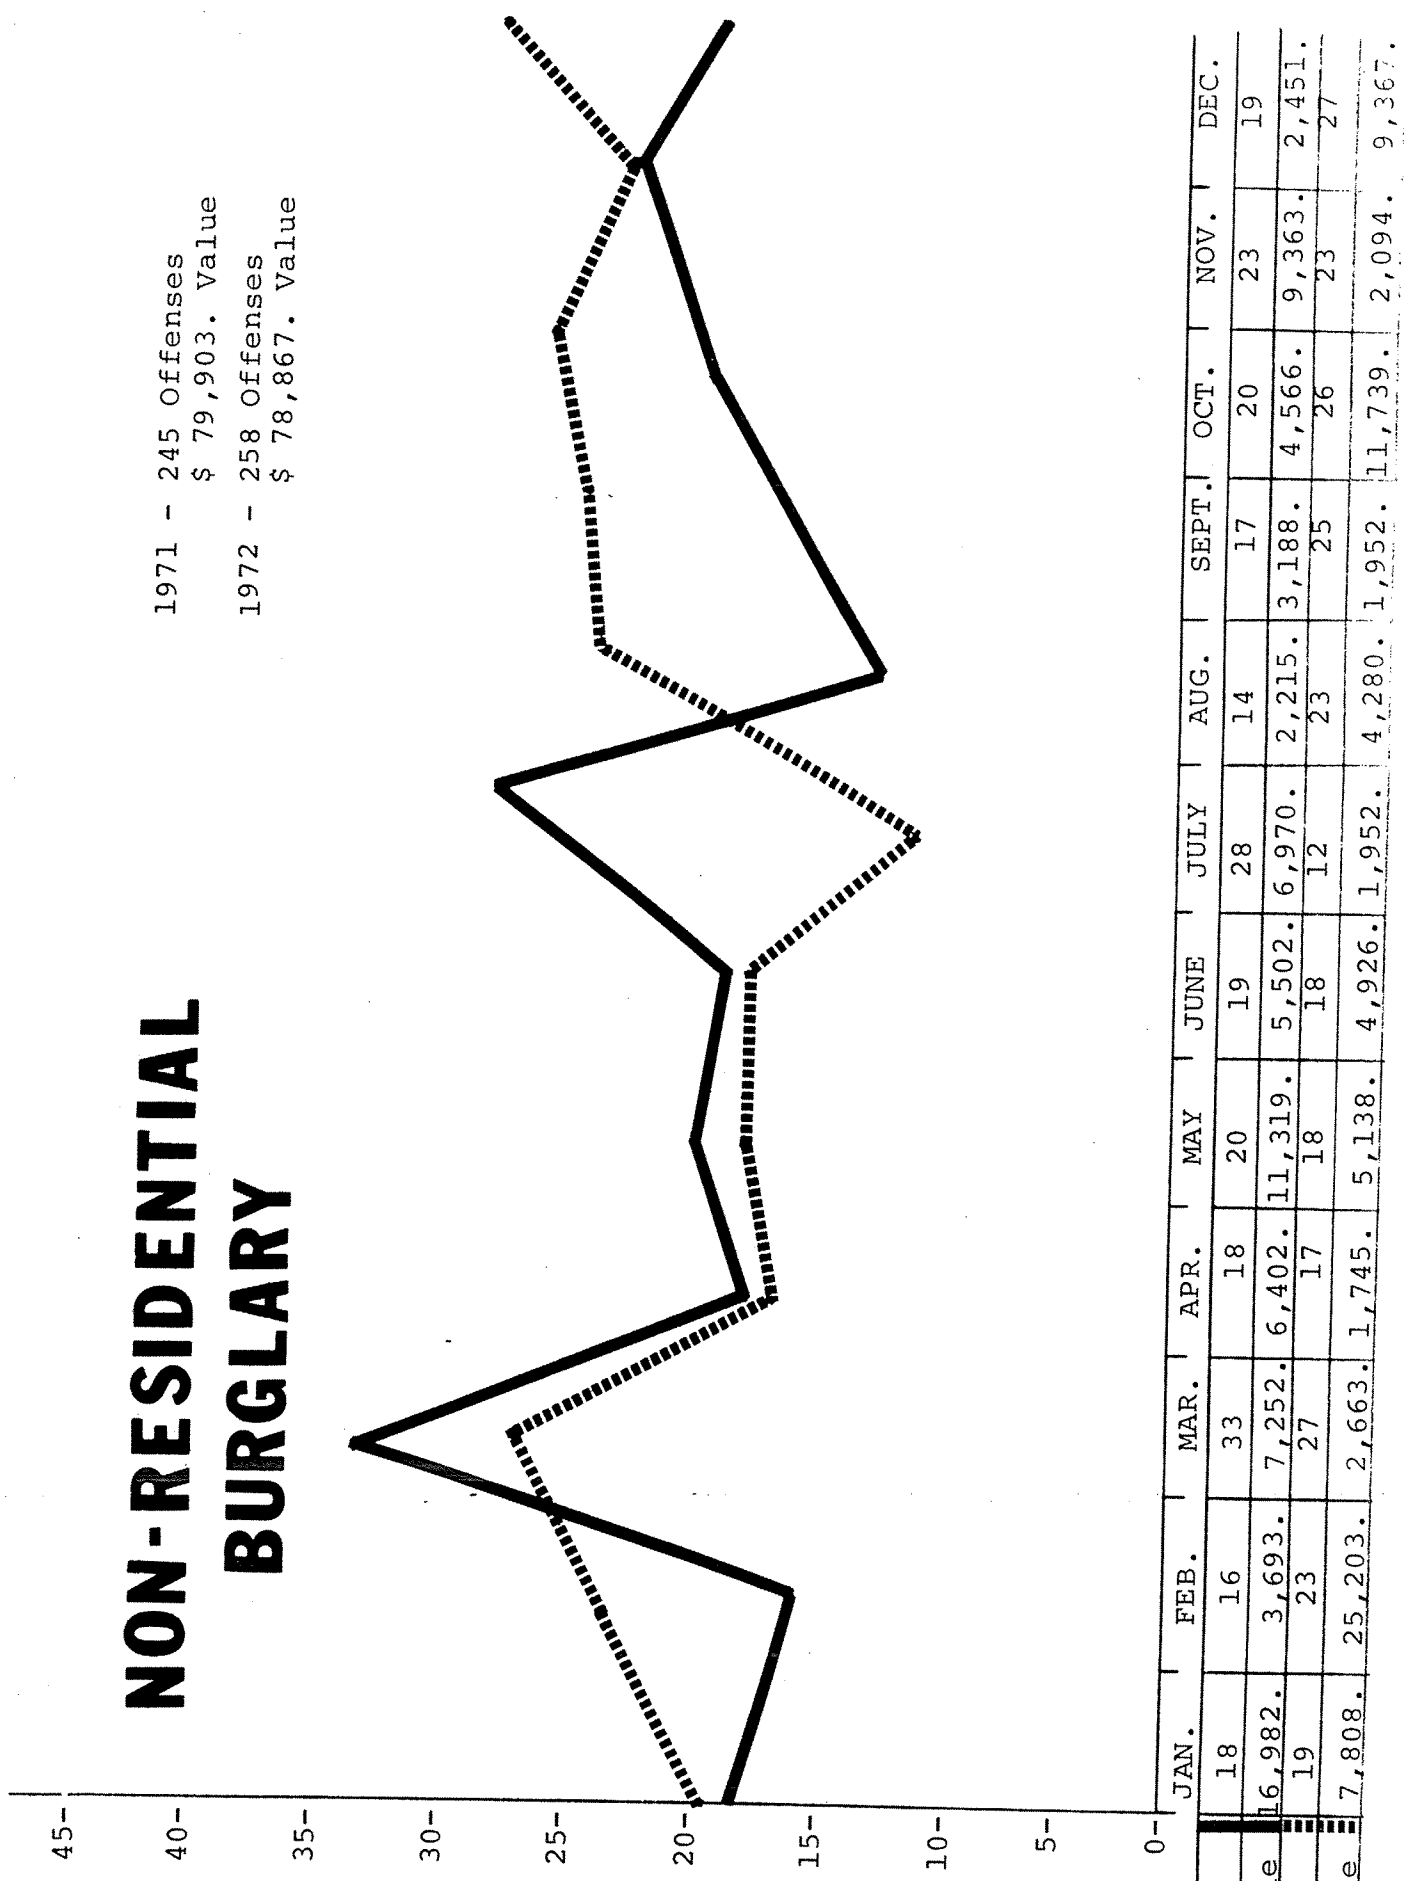 NON-RESIDENTIAL
BURGLARY
1971 - 245 Offenses
$ 79,903. Value
1972 - 258 Offenses
$ 78,867. Value
45-
40-
35-
30-
25-
20-
15-
10-
5-
0-
JAN. FEB. MAR. APR. MAY JUNE JULY AUG. SEPT. OCT. NOV. DEC.
18 16 33 18 20 19 28 14 17 20 23 19
e 16,982. 3,693. 7,252. 6,402. 11,319. 5,502. 6,970. 2,215. 3,188. 4,566. 9,363. 2,451.
19 23 27 17 18 18 12 23 25 26 23 27
e 7,808. 25,203. 2,663. 1,745. 5,138. 4,926. 1,952. 4,280. 1,952. 11,739. 2,094. 9,367.